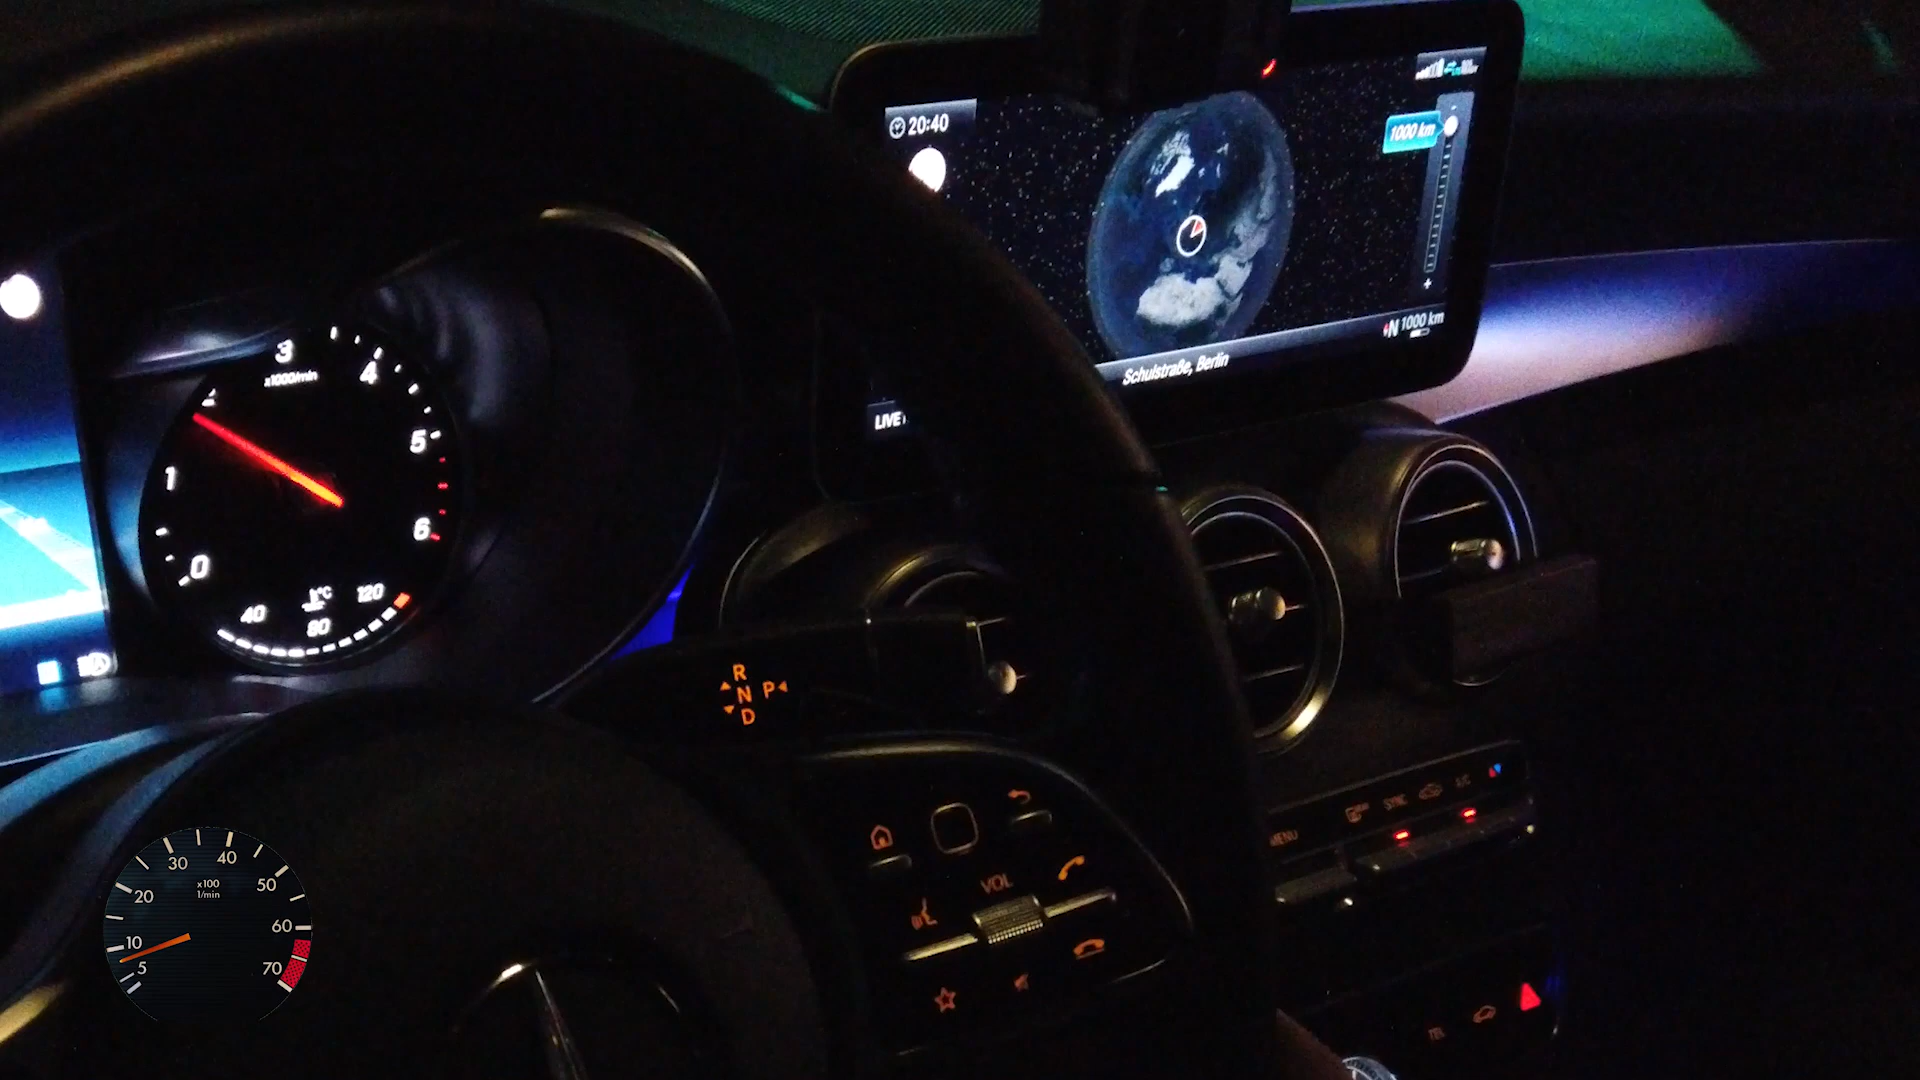 20:40
1000 km
N 1000 km
Schulstraße, Berlin
LIVE
3
x1000/min
4
2
5
1
6
0
40
°C
120
80
R
N P
D
VOL
MENU
SYNC
A/C
30
40
x100
1/min
20
50
60
10
5
70